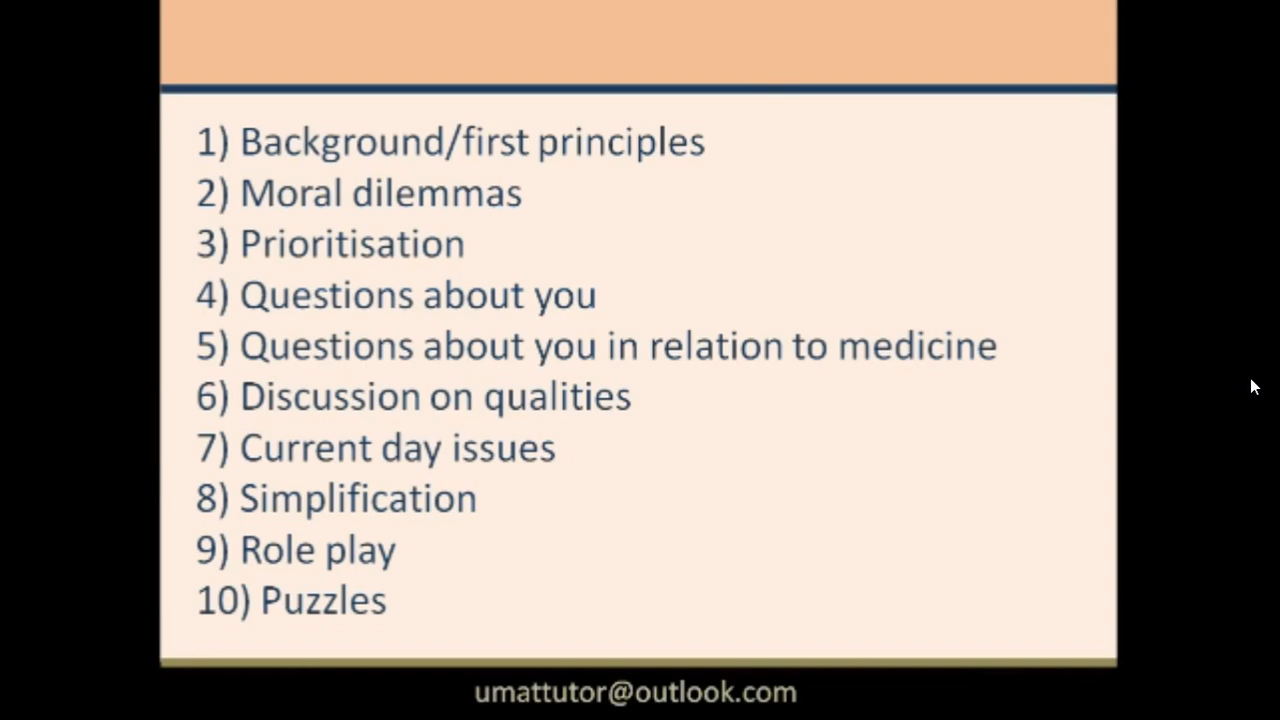 1) Background/first principles
2) Moral dilemmas
3) Prioritisation
4) Questions about you
5) Questions about you in relation to medicine
6) Discussion on qualities
7) Current day issues
8) Simplification
9) Role play
10) Puzzles
umattutor@outlook.com